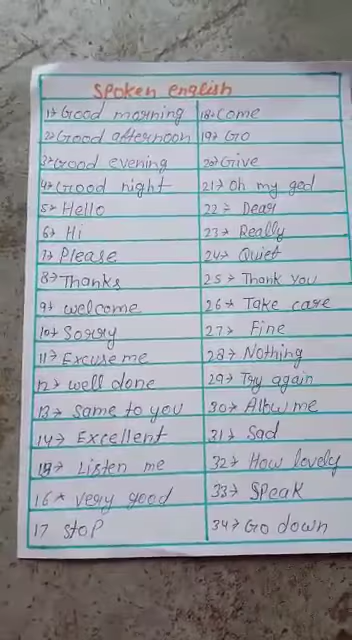 Spoken english
1→ Good morning
2→ Good afternoon
3→ Good evening
4→ Good night
5→ Hello
6→ Hi
7→ Please
8→ Thanks
9→ welcome
10→ Sorry
11→ Excuse me
12→ well done
13→ Same to you
14→ Excellent
15→ Listen me
16→ very good
17 Stop
18→ Come
19→ Go
20→ Give
21→ Oh my god
22→ Dear
23→ Really
24→ Quiet
25→ Thank you
26→ Take care
27→ Fine
28→ Nothing
29→ Try again
30→ Allow me
31→ Sad
32→ How lovely
33→ Speak
34→ Go down